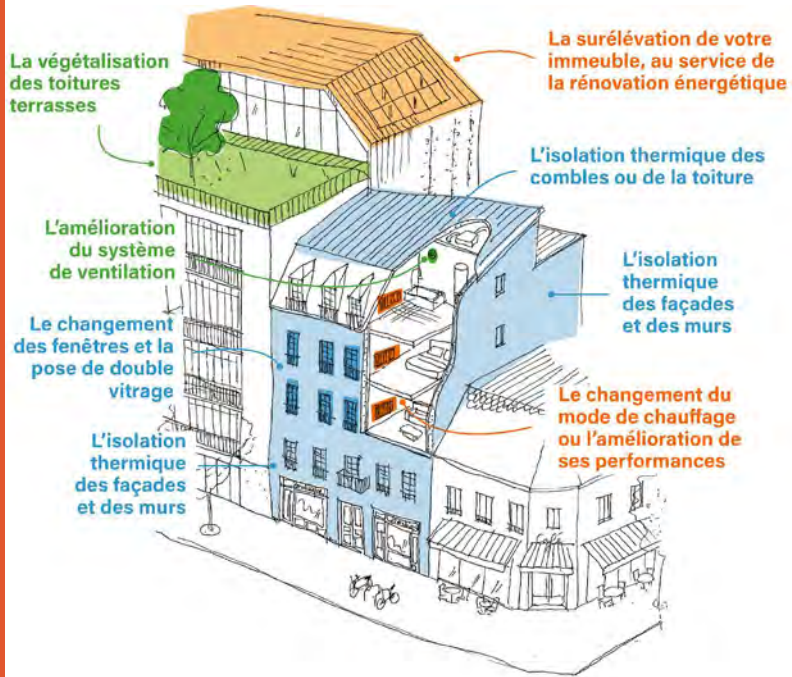 La végétalisation
des toitures
terrasses
La surélévation de votre
immeuble, au service de
la rénovation énergétique
L'isolation thermique des
combles ou de la toiture
L'amélioration
du système
de ventilation
L'isolation
thermique
des façades
et des murs
Le changement
des fenêtres et la
pose de double
vitrage
Le changement du
mode de chauffage
ou l'amélioration de
ses performances
L'isolation
thermique
des façades
et des murs
Café